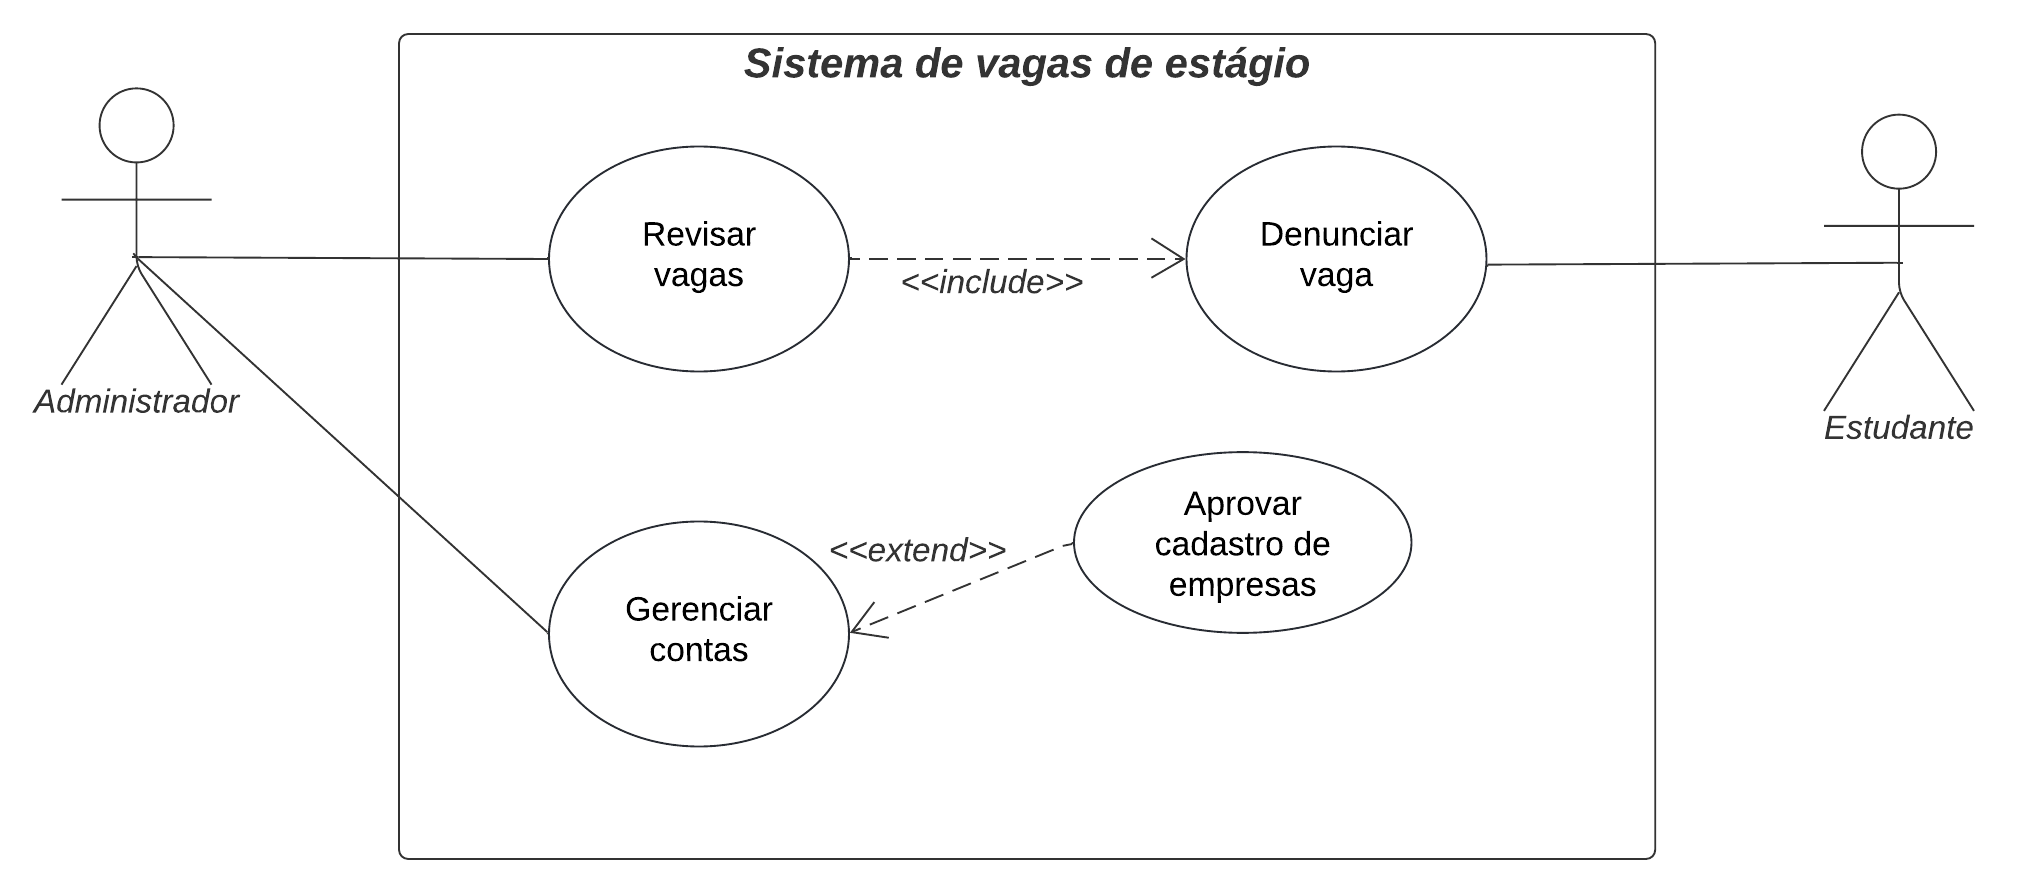 Sistema de vagas de estágio
Revisar
vagas
<<include>>
Denunciar
vaga
Administrador
Estudante
Aprovar
cadastro de
empresas
<<extend>>
Gerenciar
contas